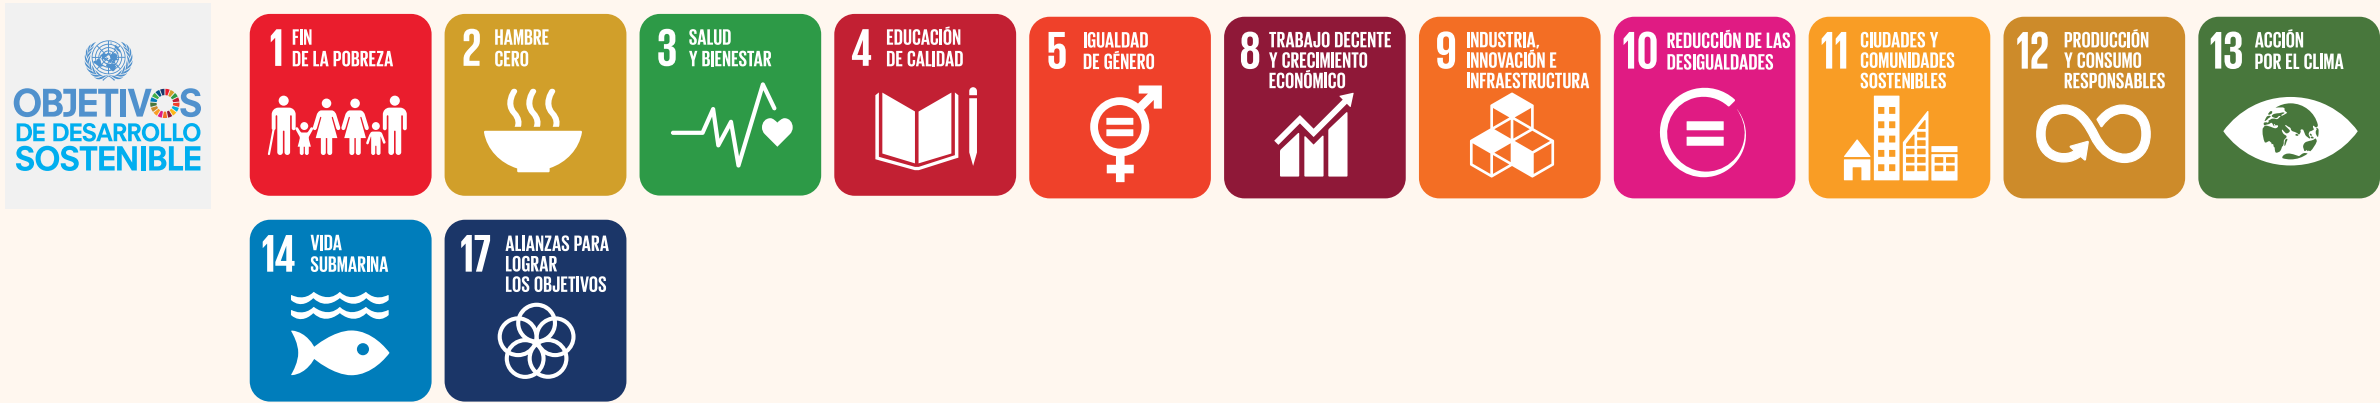 OBJETIVOS
DE DESARROLLO
SOSTENIBLE
1 FIN
DE LA POBREZA
2 HAMBRE
CERO
3 SALUD
Y BIENESTAR
4 EDUCACIÓN
DE CALIDAD
5 IGUALDAD
DE GÉNERO
8 TRABAJO DECENTE
Y CRECIMIENTO
ECONÓMICO
9 INDUSTRIA,
INNOVACIÓN E
INFRAESTRUCTURA
10 REDUCCIÓN DE LAS
DESIGUALDADES
11 CIUDADES Y
COMUNIDADES
SOSTENIBLES
12 PRODUCCIÓN
Y CONSUMO
RESPONSABLES
13 ACCIÓN
POR EL CLIMA
14 VIDA
SUBMARINA
17 ALIANZAS PARA
LOGRAR
LOS OBJETIVOS